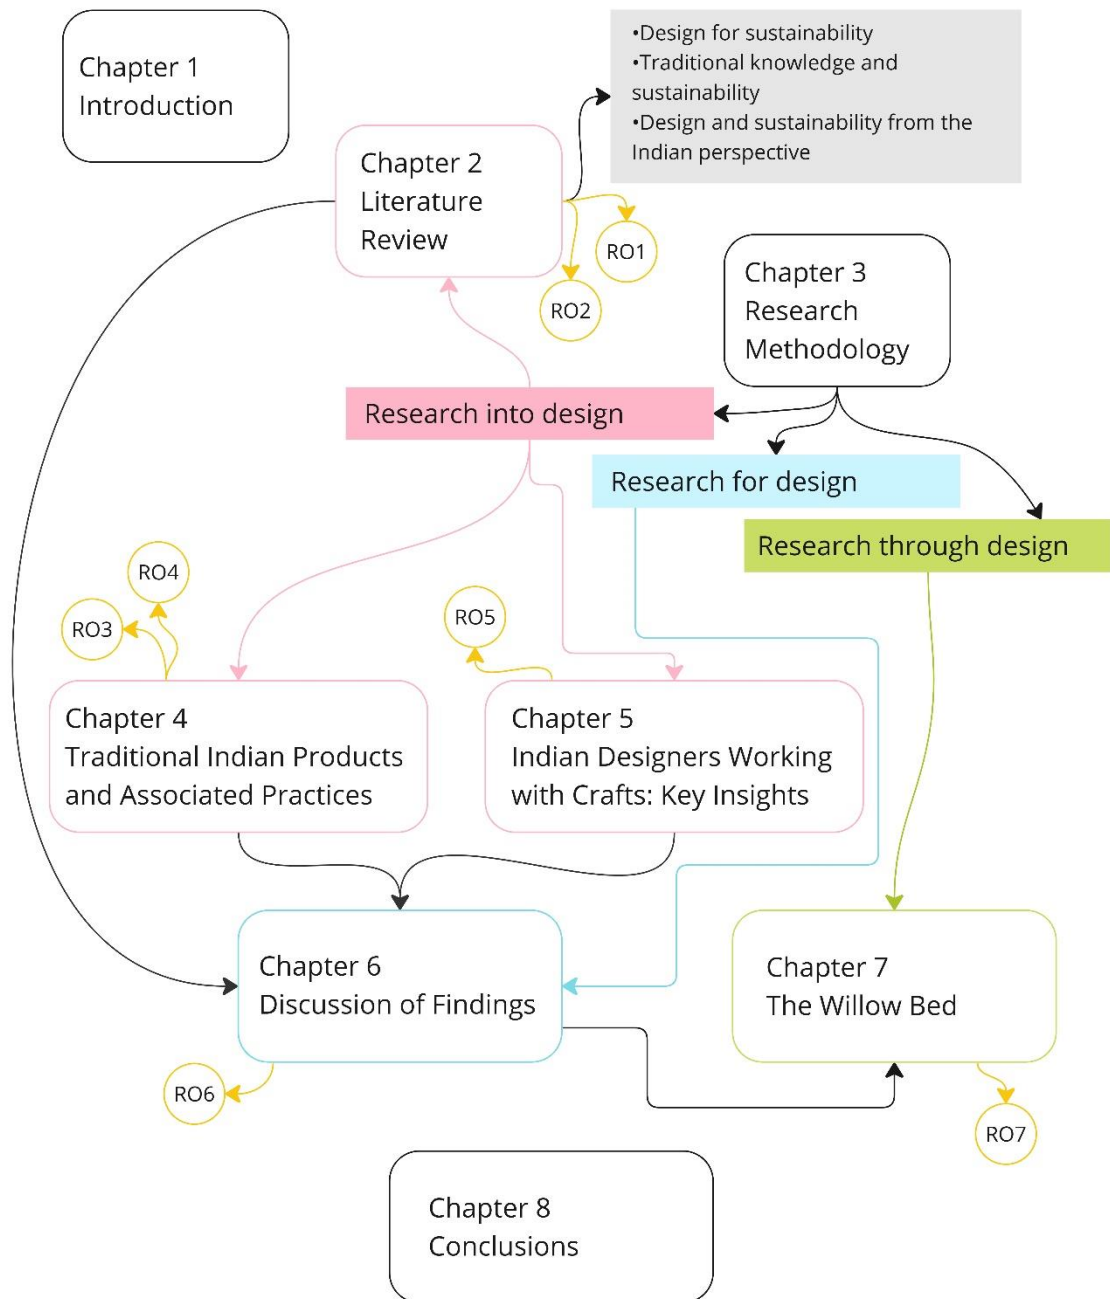 Chapter 1
Introduction
•Design for sustainability
•Traditional knowledge and
sustainability
•Design and sustainability from the
Indian perspective
Chapter 2
Literature
Review
RO1
RO2
Chapter 3
Research
Methodology
Research into design
Research for design
Research through design
RO4
RO3
RO5
Chapter 4
Traditional Indian Products
and Associated Practices
Chapter 5
Indian Designers Working
with Crafts: Key Insights
Chapter 6
Discussion of Findings
Chapter 7
The Willow Bed
RO6
RO7
Chapter 8
Conclusions